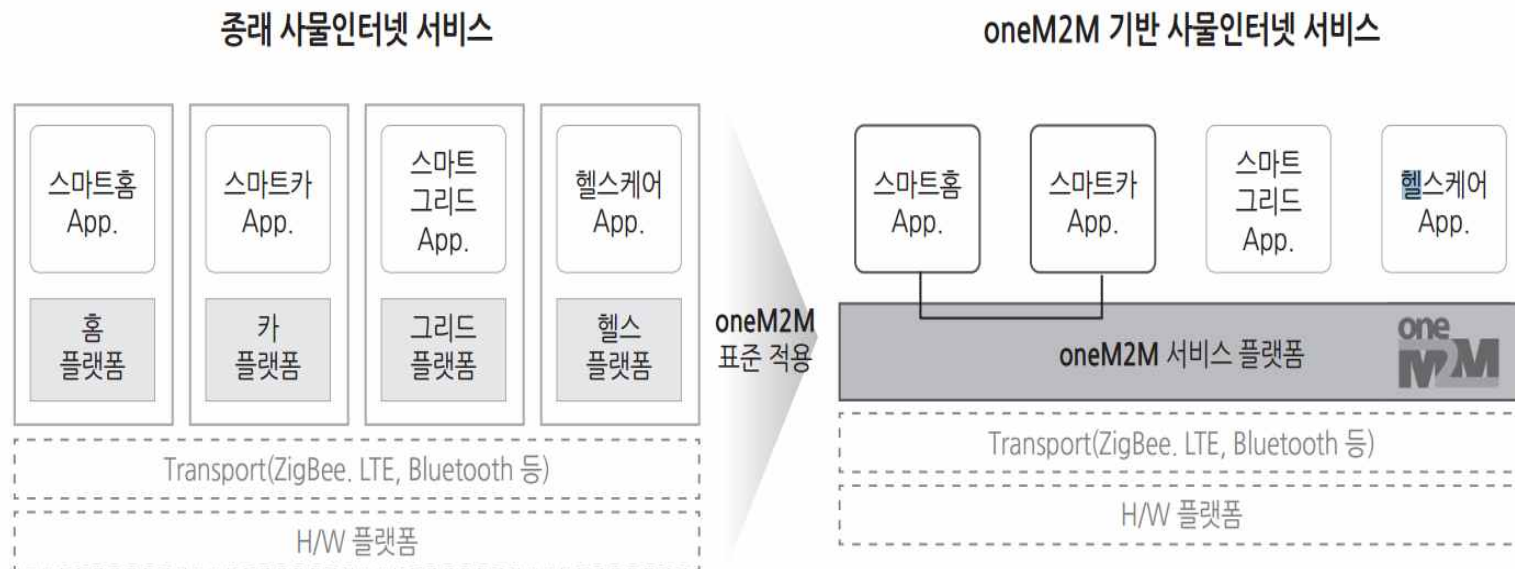 종래 사물인터넷 서비스
스마트홈
App.
스마트카
App.
스마트
그리드
App.
헬스케어
App.
홈
플랫폼
카
플랫폼
그리드
플랫폼
헬스
플랫폼
Transport(ZigBee. LTE, Bluetooth 등)
H/W 플랫폼
oneM2M
표준 적용
oneM2M 기반 사물인터넷 서비스
스마트홈
App.
스마트카
App.
스마트
그리드
App.
헬스케어
App.
oneM2M 서비스 플랫폼
one
M2M
Transport(ZigBee. LTE, Bluetooth 등)
H/W 플랫폼